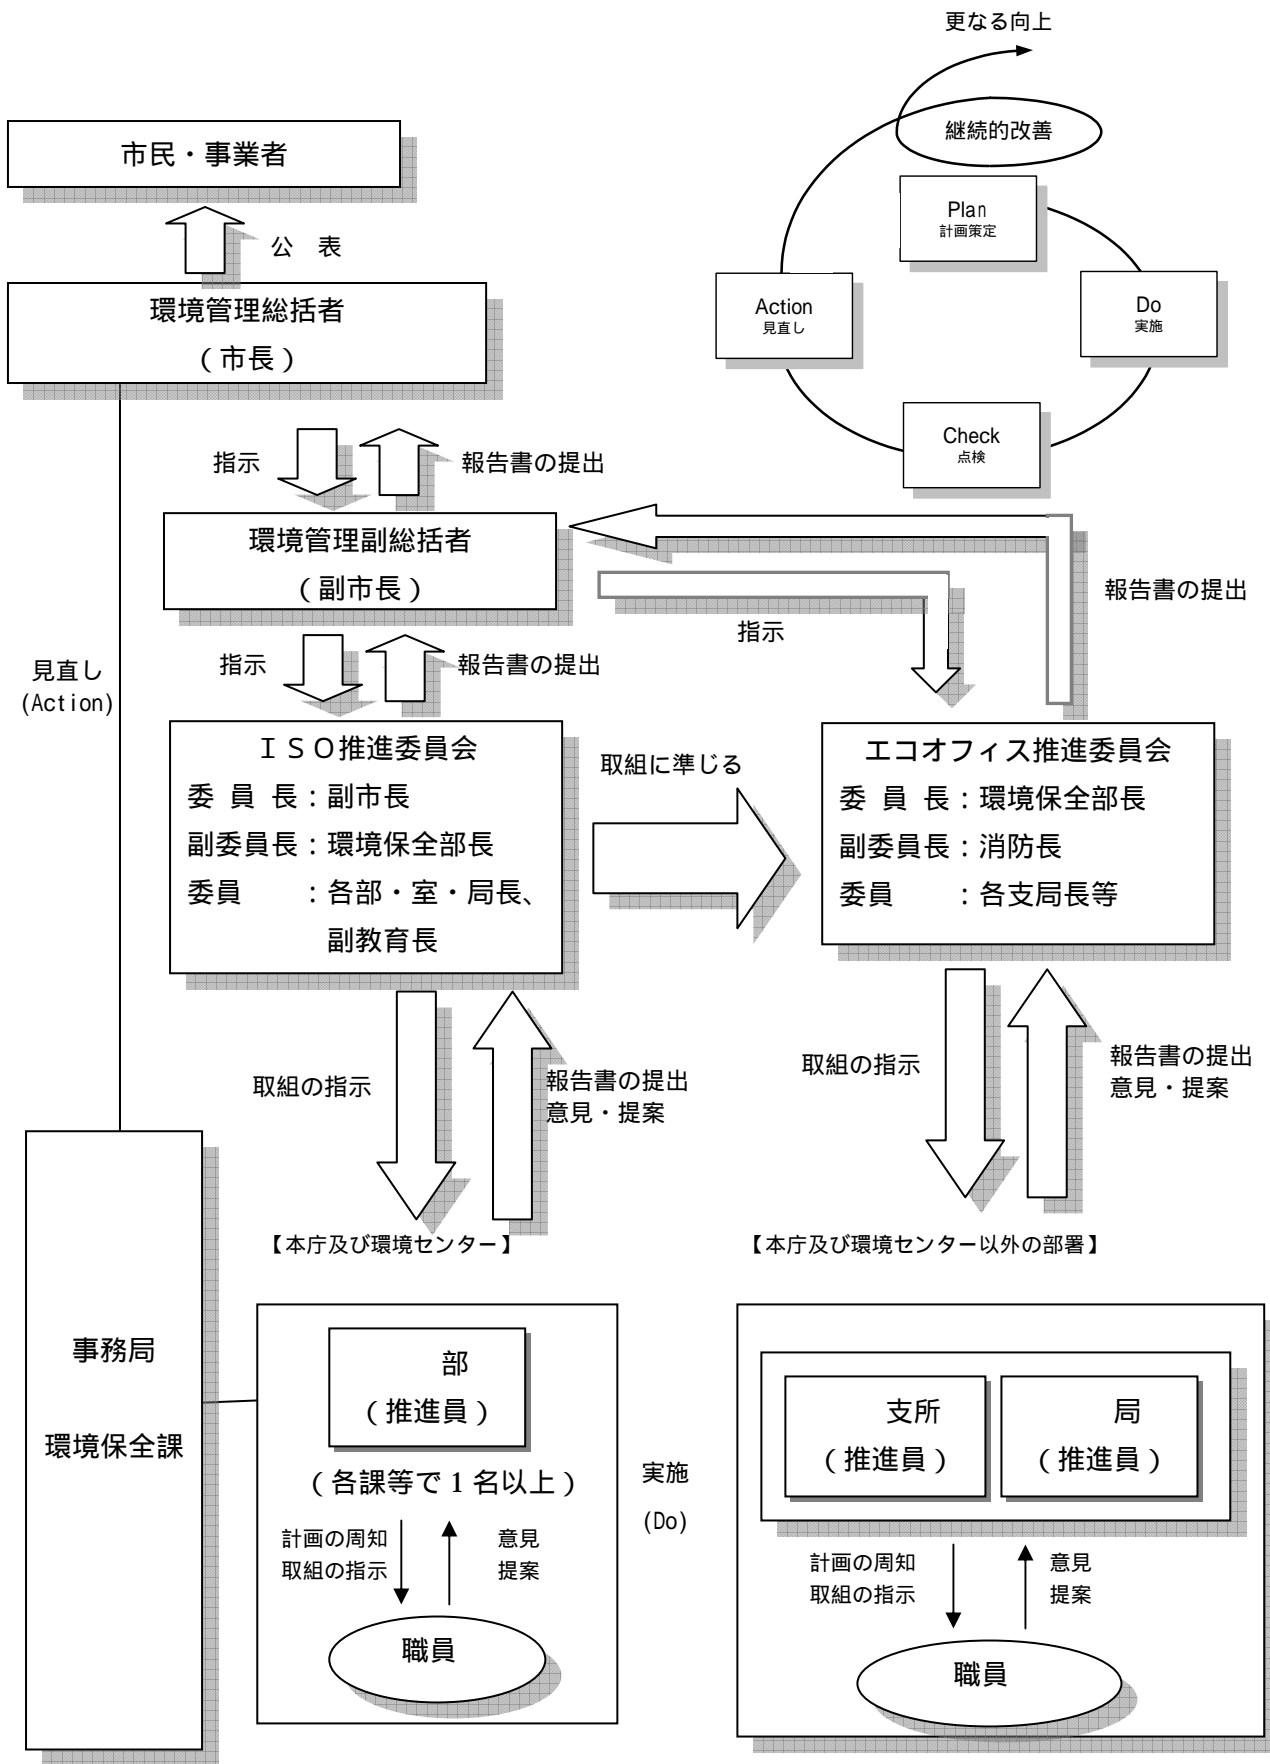 更なる向上
継続的改善
Plan
計画策定
Do
実施
Check
点検
Action
見直し
市民・事業者
公 表
環境管理総括者
（市長）
指示
報告書の提出
環境管理副総括者
（副市長）
報告書の提出
指示
指示
報告書の提出
見直し
(Action)
ＩＳＯ推進委員会
委 員 長：副市長
副委員長：環境保全部長
委員　　：各部・室・局長、
副教育長
取組に準じる
エコオフィス推進委員会
委 員 長：環境保全部長
副委員長：消防長
委員　　：各支局長等
取組の指示
報告書の提出
意見・提案
取組の指示
報告書の提出
意見・提案
【本庁及び環境センター】
【本庁及び環境センター以外の部署】
事務局
環境保全課
部
（推進員）
（各課等で1名以上）
計画の周知
取組の指示
意見
提案
職員
実施
(Do)
支所
（推進員）
局
（推進員）
計画の周知
取組の指示
意見
提案
職員